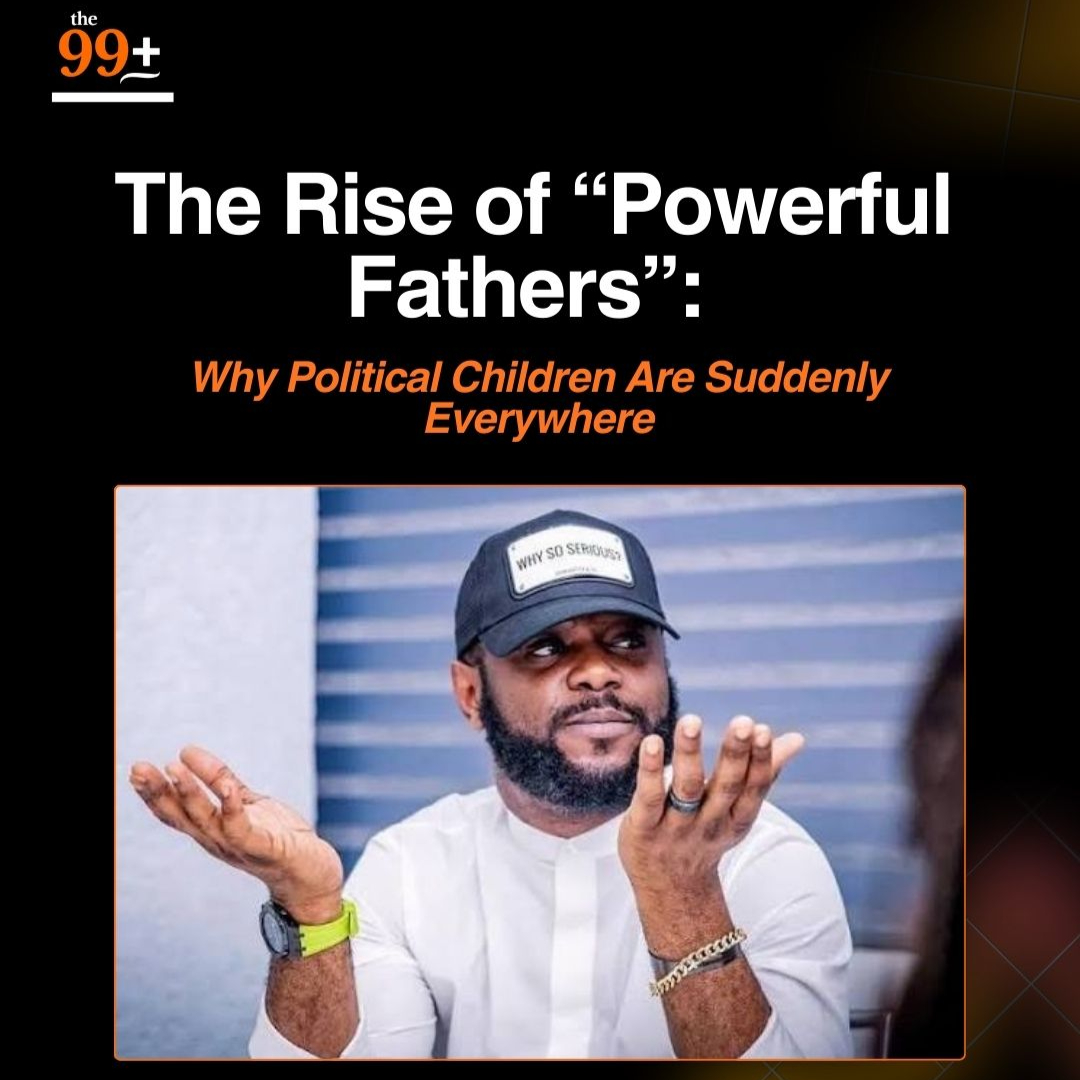 the
99+
The Rise of “Powerful
Fathers”:
Why Political Children Are Suddenly
Everywhere
WHY SO SERIOUS?